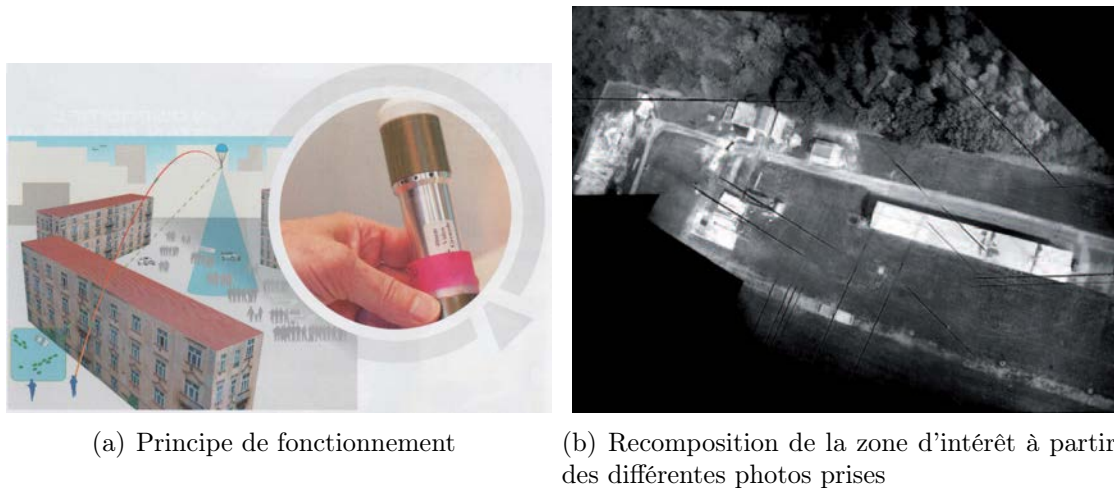 (a) Principe de fonctionnement
(b) Recomposition de la zone d'intérêt à partir
des différentes photos prises